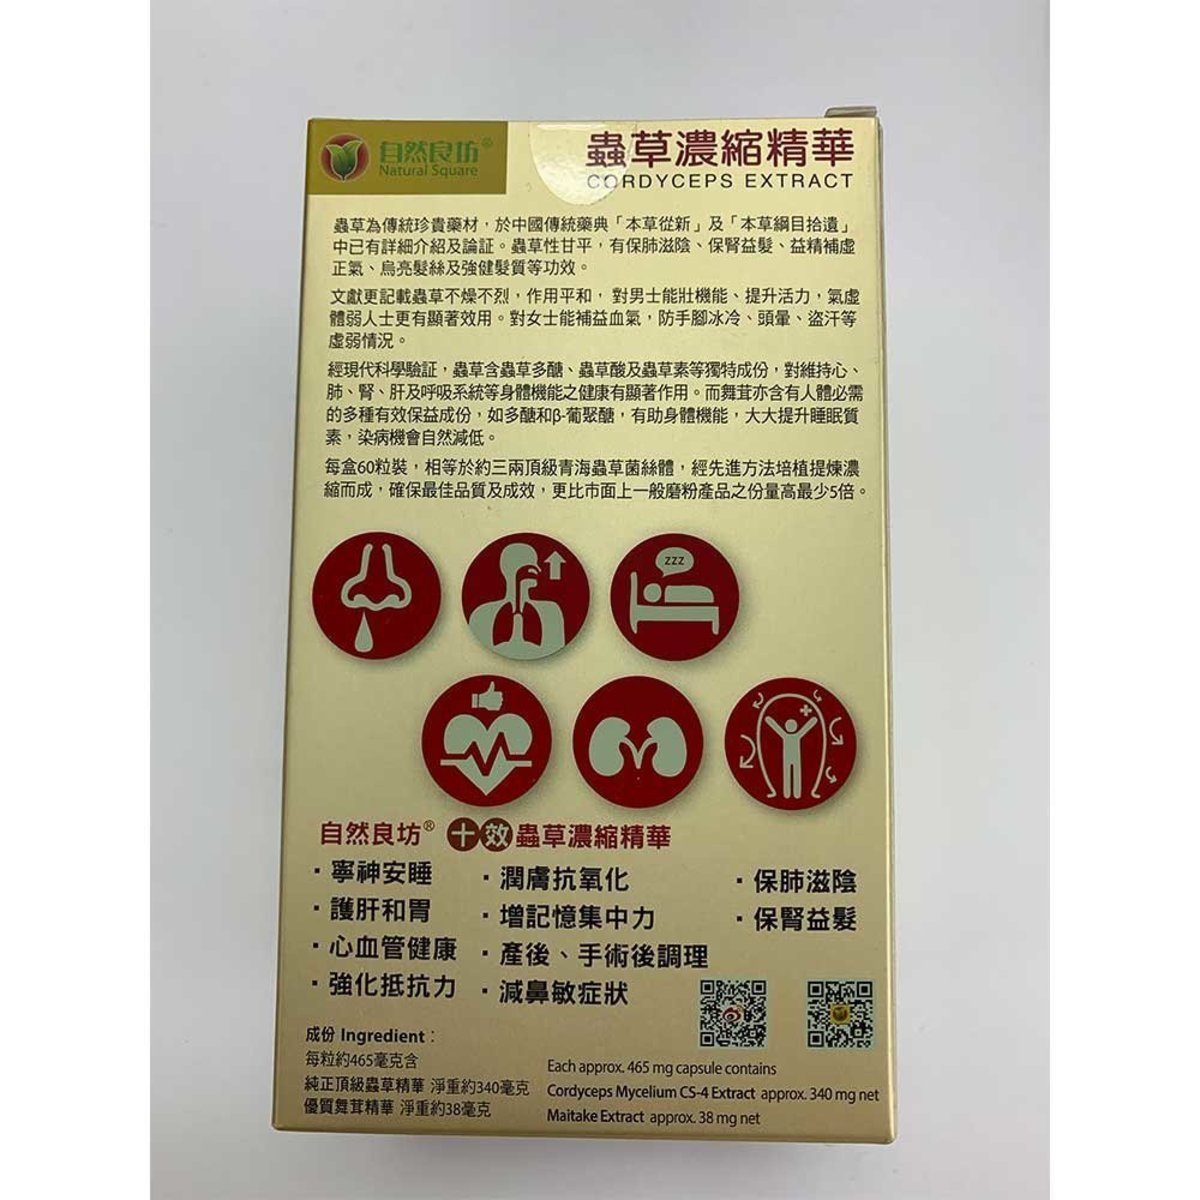 自然良坊®
Natural Square
蟲草濃縮精華
CORDYCEPS EXTRACT
蟲草為傳統珍貴藥材，於中國傳統藥典「本草從新」及「本草綱目拾遺」
中已有詳細介紹及論証。蟲草性甘平，有保肺滋陰、保腎益髮、益精補虛
正氣、烏亮髮絲及強健髮質等功效。
文獻更記載蟲草不燥不烈，作用平和，對男士能壯機能、提升活力，氣虛
體弱人士更有顯著效用。對女士能補益血氣，防手腳冰冷、頭暈、盜汗等
虛弱情況。
經現代科學驗証，蟲草含蟲草多醣、蟲草酸及蟲草素等獨特成份，對維持心、
肺、腎、肝及呼吸系統等身體機能之健康有顯著作用。而舞茸亦含有人體必需
的多種有效保益成份，如多醣和β-葡聚醣，有助身體機能，大大提升睡眠質
素，染病機會自然減低。
每盒60粒裝，相等於約三兩頂級青海蟲草菌絲體，經先進方法培植提煉濃
縮而成，確保最佳品質及成效，更比市面上一般磨粉產品之份量高最少5倍。
zzz
自然良坊® 十效蟲草濃縮精華
· 寧神安睡
· 護肝和胃
· 心血管健康
· 強化抵抗力
· 潤膚抗氧化
· 增記憶集中力
· 產後、手術後調理
· 減鼻敏症狀
· 保肺滋陰
· 保腎益髮
成份 Ingredient：
每粒約465毫克含
純正頂級蟲草精華 淨重約340毫克
優質舞茸精華 淨重約38毫克
Each approx. 465 mg capsule contains
Cordyceps Mycelium CS-4 Extract approx. 340 mg net
Maitake Extract approx. 38 mg net